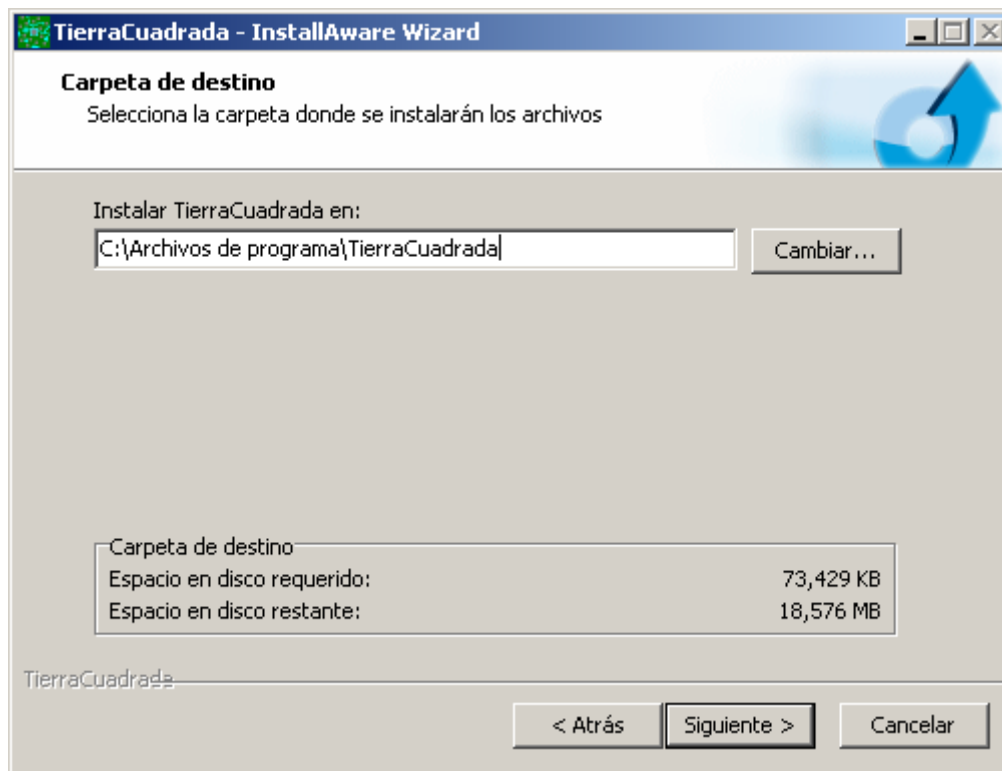 TierraCuadrada - InstallAware Wizard
Carpeta de destino
Selecciona la carpeta donde se instalarán los archivos
Instalar TierraCuadrada en:
C:\Archivos de programa\TierraCuadrada
Cambiar...
Carpeta de destino
Espacio en disco requerido: 73,429 KB
Espacio en disco restante: 18,576 MB
TierraCuadrada
< Atrás Siguiente > Cancelar